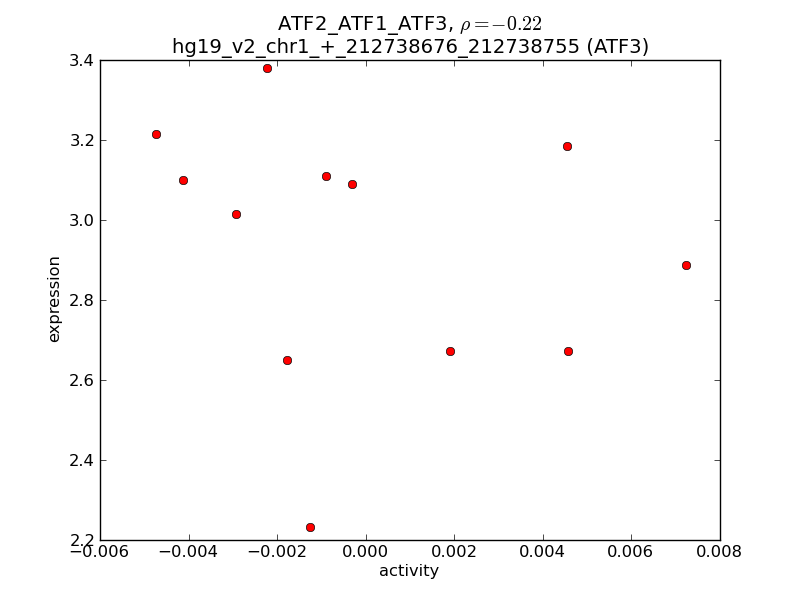 ATF2_ATF1_ATF3, ρ = −0.22
hg19_v2_chr1_+_212738676_212738755 (ATF3)
3.4
3.2
3.0
2.8
2.6
2.4
2.2
expression
−0.006 −0.004 −0.002 0.000 0.002 0.004 0.006 0.008
activity